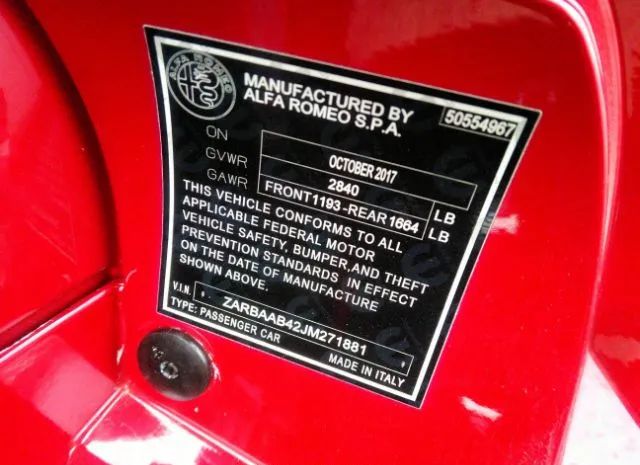 ALFA ROMEO
MANUFACTURED BY
ALFA ROMEO S.P.A.
50554967
ON OCTOBER 2017
GVWR 2840 LB
GAWR FRONT1193-REAR1664 LB
THIS VEHICLE CONFORMS TO ALL
APPLICABLE FEDERAL MOTOR
VEHICLE SAFETY, BUMPER, AND THEFT
PREVENTION STANDARDS IN EFFECT
ON THE DATE OF MANUFACTURE
SHOWN ABOVE.
V.I.N. ZARBAAB42JM271881
TYPE: PASSENGER CAR
MADE IN ITALY